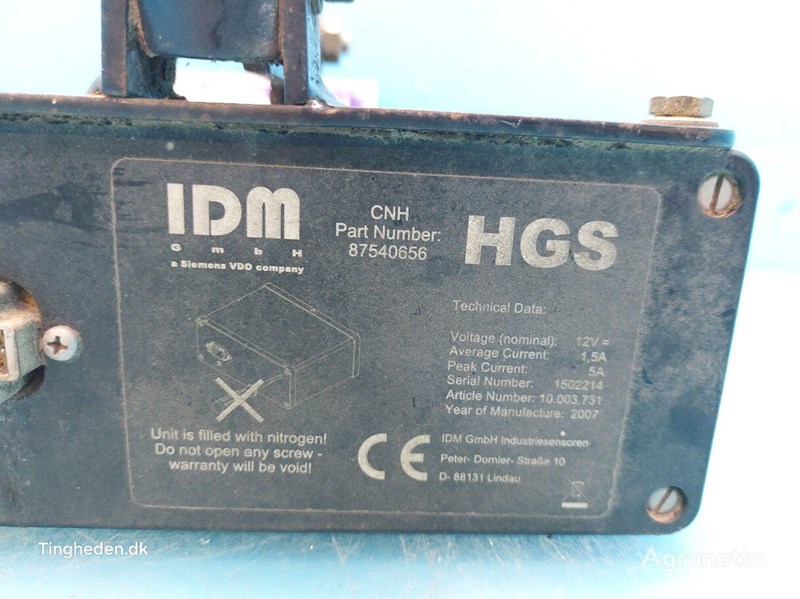 IDM
GmbH
a Siemens VDO company
CNH
Part Number:
87540656
HGS
Technical Data:
Voltage (nominal): 12V =
Average Current: 1,5A
Peak Current: 5A
Serial Number: 1502214
Article Number: 10.003.731
Year of Manufacture: 2007
Unit is filled with nitrogen!
Do not open any screw -
warranty will be void!
CE
IDM GmbH Industriesensoren
Peter- Dornier- Straße 10
D- 88131 Lindau
Tingheden.dk
Agronetto